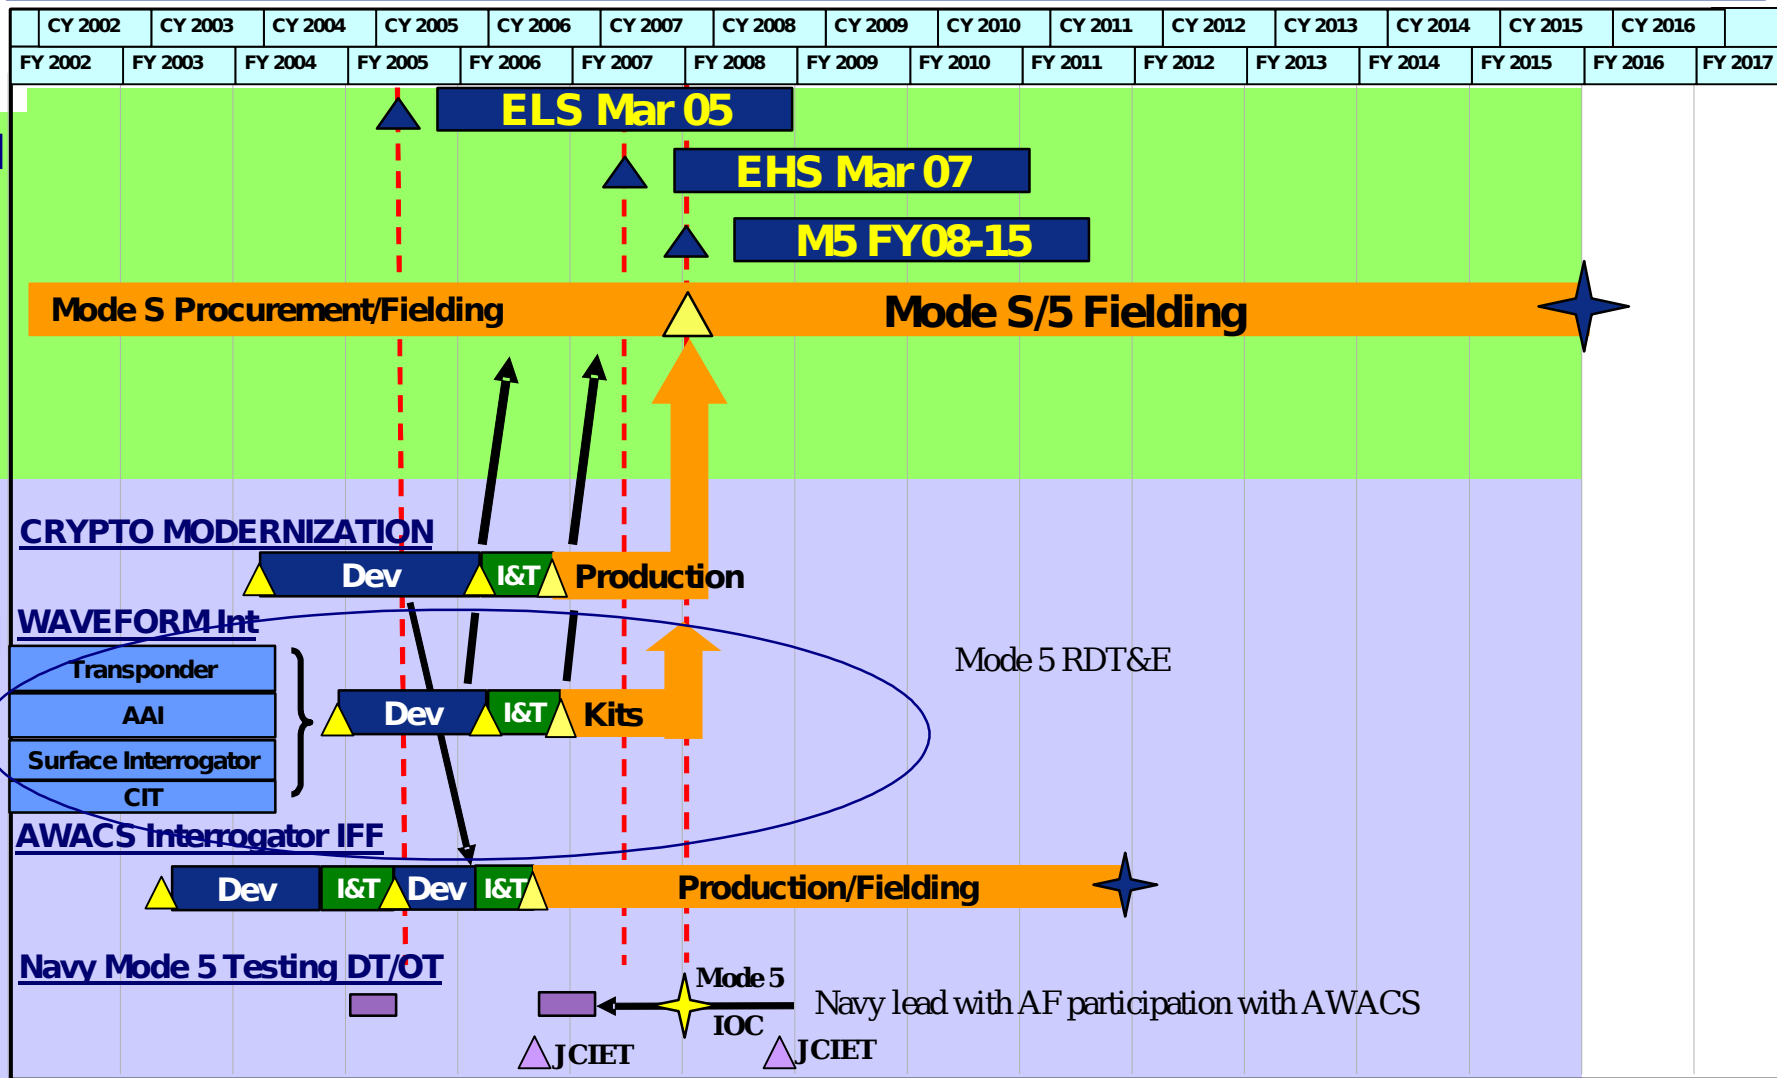 CY 2002 CY 2003 CY 2004 CY 2005 CY 2006 CY 2007 CY 2008 CY 2009 CY 2010 CY 2011 CY 2012 CY 2013 CY 2014 CY 2015 CY 2016
FY 2002 FY 2003 FY 2004 FY 2005 FY 2006 FY 2007 FY 2008 FY 2009 FY 2010 FY 2011 FY 2012 FY 2013 FY 2014 FY 2015 FY 2016 FY 2017
ELS Mar 05
EHS Mar 07
M5 FY08-15
Mode S Procurement/Fielding Mode S/5 Fielding
CRYPTO MODERNIZATION
Dev I&T Production
WAVEFORM Int
Mode 5 RDT&E
Transponder
AAI
Dev I&T Kits
Surface Interrogator
CIT
AWACS Interrogator IFF
Dev I&T Dev I&T Production/Fielding
Navy Mode 5 Testing DT/OT
Mode 5
IOC
Navy lead with AF participation with AWACS
JCIET JCIET